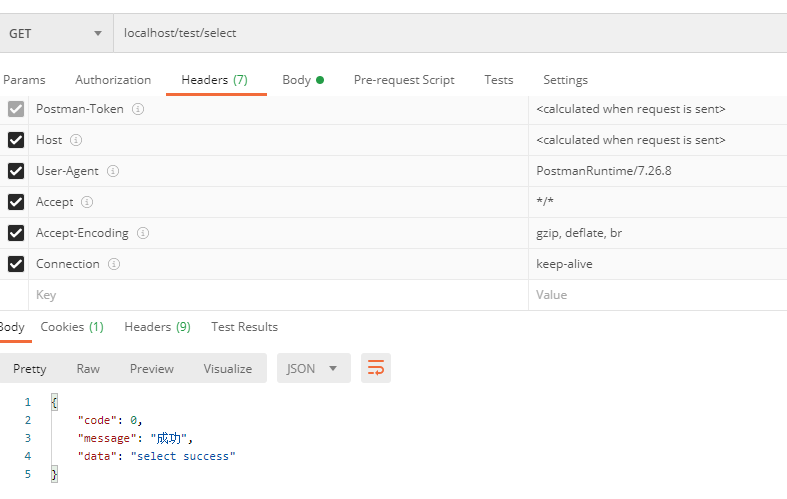 GET localhost/test/select
Params Authorization Headers (7) Body Pre-request Script Tests Settings
Postman-Token <calculated when request is sent>
Host <calculated when request is sent>
User-Agent PostmanRuntime/7.26.8
Accept */*
Accept-Encoding gzip, deflate, br
Connection keep-alive
Key Value
Body Cookies (1) Headers (9) Test Results
Pretty Raw Preview Visualize JSON
1 {
2 "code": 0,
3 "message": "成功",
4 "data": "select success"
5 }